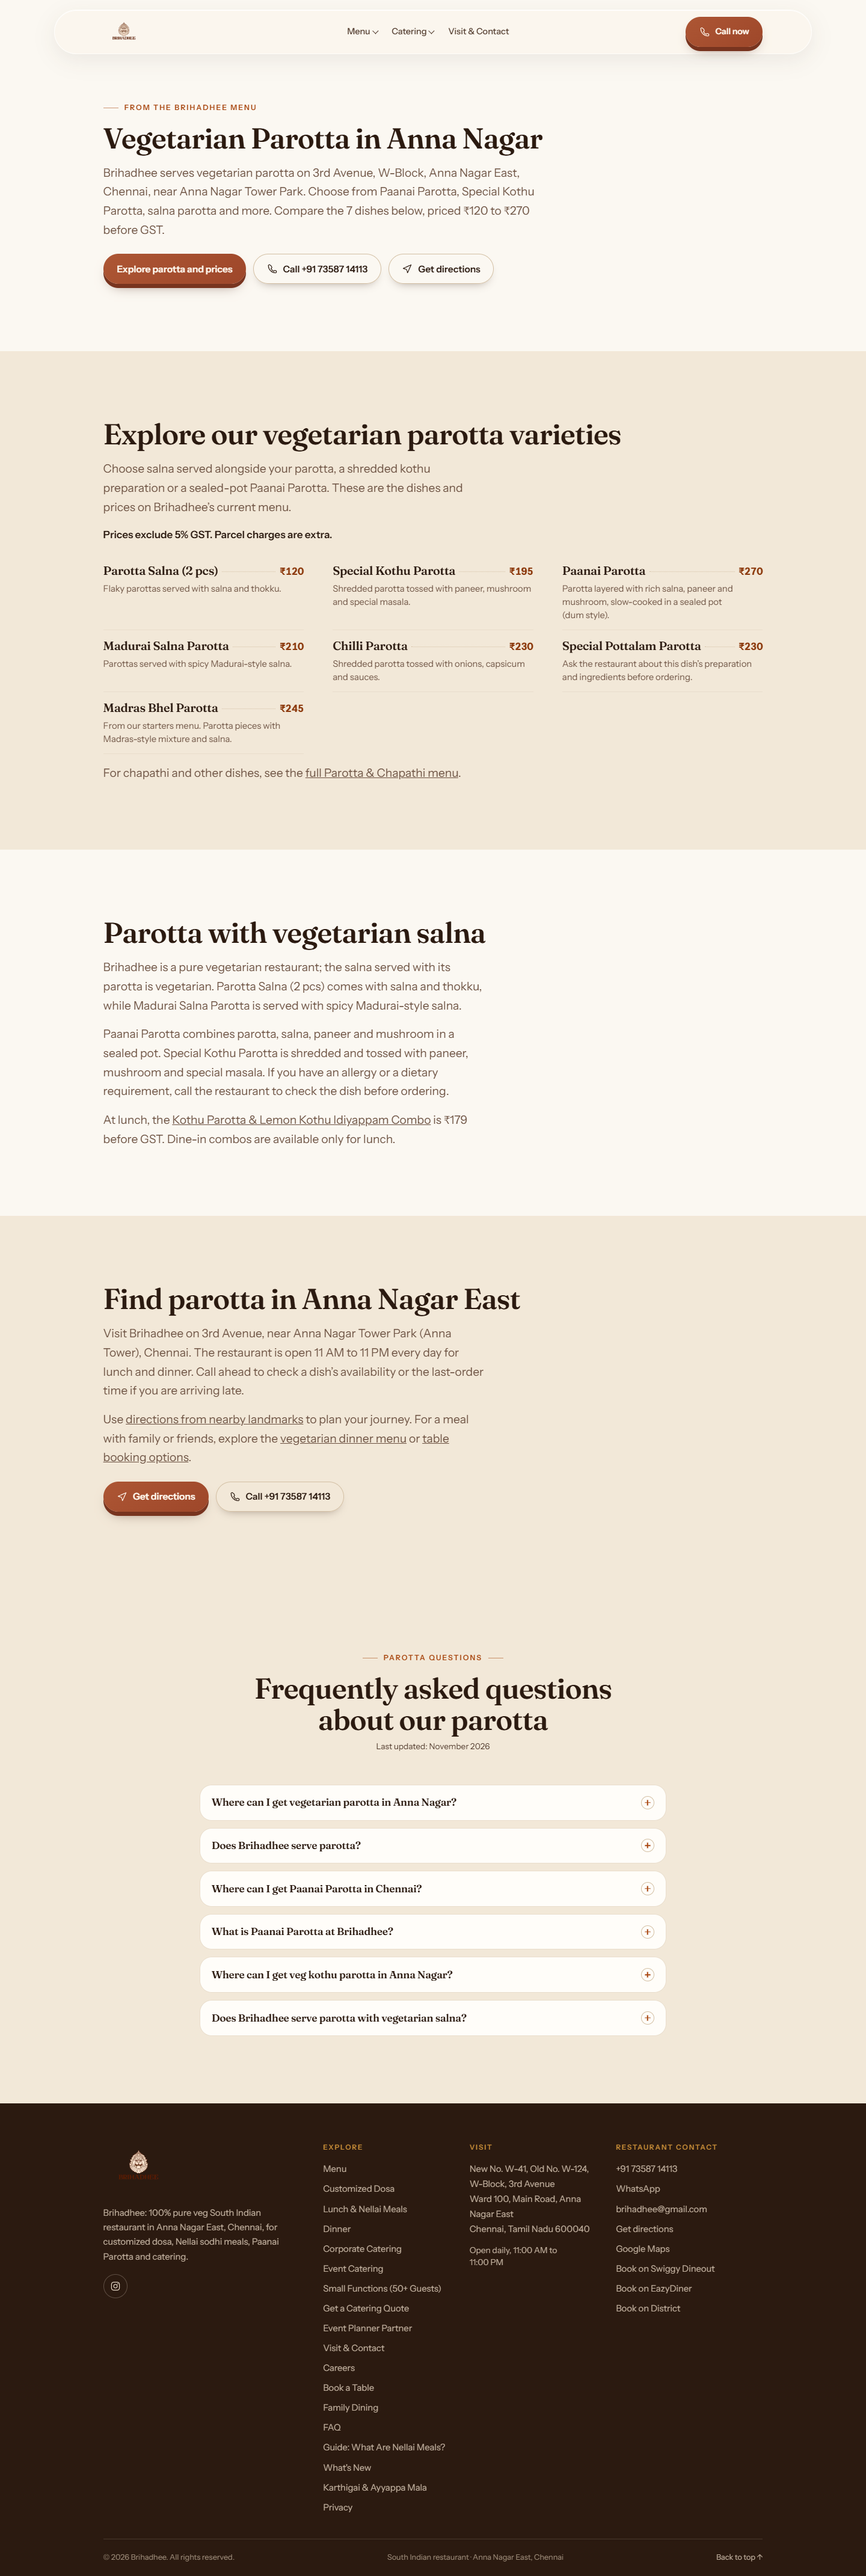 BRIHADHEE
Menu
Catering
Visit & Contact
Call now
FROM THE BRIHADHEE MENU
Vegetarian Parotta in Anna Nagar
Brihadhee serves vegetarian parotta on 3rd Avenue, W-Block, Anna Nagar East,
Chennai, near Anna Nagar Tower Park. Choose from Paanai Parotta, Special Kothu
Parotta, salna parotta and more. Compare the 7 dishes below, priced ₹120 to ₹270
before GST.
Explore parotta and prices
Call +91 73587 14113
Get directions
Explore our vegetarian parotta varieties
Choose salna served alongside your parotta, a shredded kothu
preparation or a sealed-pot Paanai Parotta. These are the dishes and
prices on Brihadhee's current menu.
Prices exclude 5% GST. Parcel charges are extra.
Parotta Salna (2 pcs) ₹120
Flaky parottas served with salna and thokku.
Special Kothu Parotta ₹195
Shredded parotta tossed with paneer, mushroom
and special masala.
Paanai Parotta ₹270
Parotta layered with rich salna, paneer and
mushroom, slow-cooked in a sealed pot
(dum style).
Madurai Salna Parotta ₹210
Parottas served with spicy Madurai-style salna.
Chilli Parotta ₹230
Shredded parotta tossed with onions, capsicum
and sauces.
Special Pottalam Parotta ₹230
Ask the restaurant about this dish's preparation
and ingredients before ordering.
Madras Bhel Parotta ₹245
From our starters menu. Parotta pieces with
Madras-style mixture and salna.
For chapathi and other dishes, see the full Parotta & Chapathi menu.
Parotta with vegetarian salna
Brihadhee is a pure vegetarian restaurant; the salna served with its
parotta is vegetarian. Parotta Salna (2 pcs) comes with salna and thokku,
while Madurai Salna Parotta is served with spicy Madurai-style salna.
Paanai Parotta combines parotta, salna, paneer and mushroom in a
sealed pot. Special Kothu Parotta is shredded and tossed with paneer,
mushroom and special masala. If you have an allergy or a dietary
requirement, call the restaurant to check the dish before ordering.
At lunch, the Kothu Parotta & Lemon Kothu Idiyappam Combo is ₹179
before GST. Dine-in combos are available only for lunch.
Find parotta in Anna Nagar East
Visit Brihadhee on 3rd Avenue, near Anna Nagar Tower Park (Anna
Tower), Chennai. The restaurant is open 11 AM to 11 PM every day for
lunch and dinner. Call ahead to check a dish's availability or the last-order
time if you are arriving late.
Use directions from nearby landmarks to plan your journey. For a meal
with family or friends, explore the vegetarian dinner menu or table
booking options.
Get directions
Call +91 73587 14113
PAROTTA QUESTIONS
Frequently asked questions
about our parotta
Last updated: November 2026
Where can I get vegetarian parotta in Anna Nagar?
Does Brihadhee serve parotta?
Where can I get Paanai Parotta in Chennai?
What is Paanai Parotta at Brihadhee?
Where can I get veg kothu parotta in Anna Nagar?
Does Brihadhee serve parotta with vegetarian salna?
Brihadhee: 100% pure veg South Indian
restaurant in Anna Nagar East, Chennai, for
customized dosa, Nellai sodhi meals, Paanai
Parotta and catering.
EXPLORE
Menu
Customized Dosa
Lunch & Nellai Meals
Dinner
Corporate Catering
Event Catering
Small Functions (50+ Guests)
Get a Catering Quote
Event Planner Partner
Visit & Contact
Careers
Book a Table
Family Dining
FAQ
Guide: What Are Nellai Meals?
What's New
Karthigai & Ayyappa Mala
Privacy
VISIT
New No. W-41, Old No. W-124,
W-Block, 3rd Avenue
Ward 100, Main Road, Anna
Nagar East
Chennai, Tamil Nadu 600040
Open daily, 11:00 AM to
11:00 PM
RESTAURANT CONTACT
+91 73587 14113
WhatsApp
brihadhee@gmail.com
Get directions
Google Maps
Book on Swiggy Dineout
Book on EazyDiner
Book on District
© 2026 Brihadhee. All rights reserved.
South Indian restaurant · Anna Nagar East, Chennai
Back to top ↑